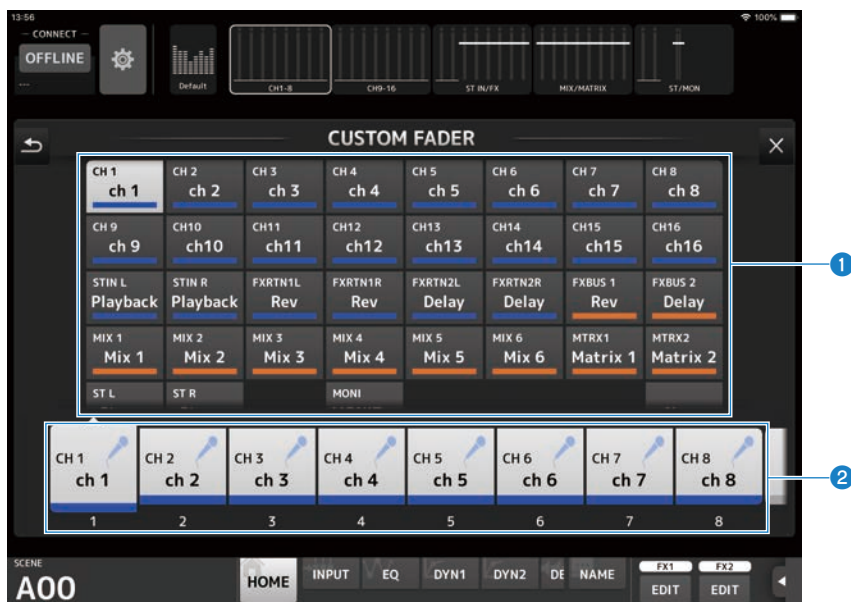 13:56
100%
CONNECT
OFFLINE
---
Default
CH1-8
CH9-16
ST IN/FX
MIX/MATRIX
ST/MON
CUSTOM FADER
CH 1 CH 2 CH 3 CH 4 CH 5 CH 6 CH 7 CH 8
ch 1 ch 2 ch 3 ch 4 ch 5 ch 6 ch 7 ch 8
CH 9 CH10 CH11 CH12 CH13 CH14 CH15 CH16
ch 9 ch10 ch11 ch12 ch13 ch14 ch15 ch16
STIN L STIN R FXRTN1L FXRTN1R FXRTN2L FXRTN2R FXBUS 1 FXBUS 2
Playback Playback Rev Rev Delay Delay Rev Delay
MIX 1 MIX 2 MIX 3 MIX 4 MIX 5 MIX 6 MTRX1 MTRX2
Mix 1 Mix 2 Mix 3 Mix 4 Mix 5 Mix 6 Matrix 1 Matrix 2
ST L ST R MONI
1
CH 1 CH 2 CH 3 CH 4 CH 5 CH 6 CH 7 CH 8
ch 1 ch 2 ch 3 ch 4 ch 5 ch 6 ch 7 ch 8
1 2 3 4 5 6 7 8
2
SCENE
A00
HOME INPUT EQ DYN1 DYN2 DE NAME
FX1 FX2
EDIT EDIT